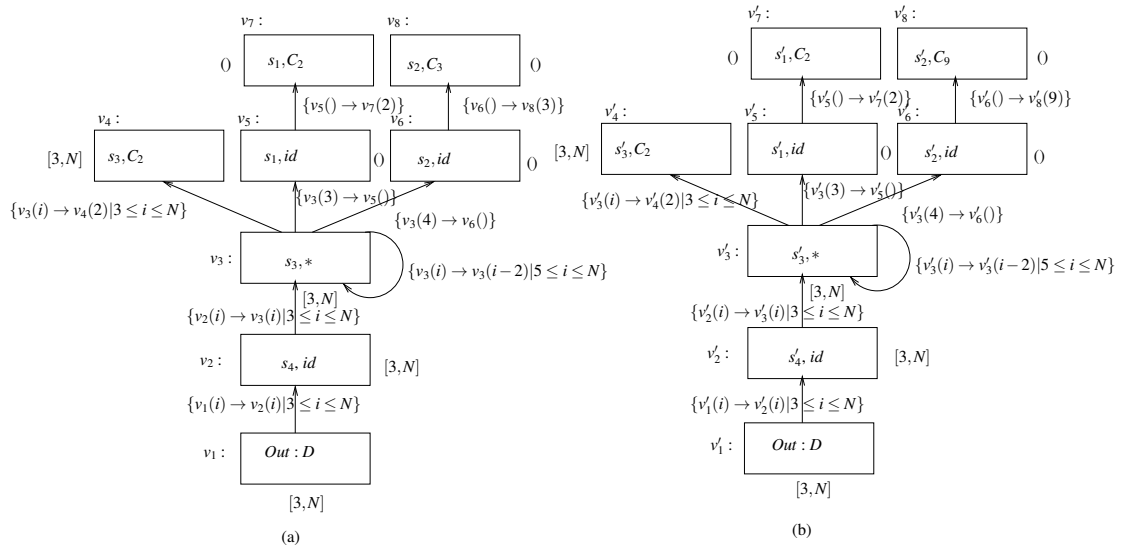 v₇ :
v₈ :
() s₁, C₂
s₂, C₃ ()
{v₅() → v₇(2)}
{v₆() → v₈(3)}
v₄ :
v₅ :
v₆ :
[3, N] s₃, C₂
s₁, id ()
s₂, id ()
{v₃(i) → v₄(2)|3 ≤ i ≤ N}
{v₃(3) → v₅()}
{v₃(4) → v₆()}
v₃ : s₃, *
{v₃(i) → v₃(i−2)|5 ≤ i ≤ N}
[3, N]
{v₂(i) → v₃(i)|3 ≤ i ≤ N}
v₂ : s₄, id [3, N]
{v₁(i) → v₂(i)|3 ≤ i ≤ N}
v₁ : Out : D
[3, N]
(a)
v′₇ :
v′₈ :
() s′₁, C₂
s′₂, C₉ ()
{v′₅() → v′₇(2)}
{v′₆() → v′₈(9)}
v′₄ :
v′₅ :
v′₆ :
[3, N] s′₃, C₂
s′₁, id ()
s′₂, id ()
{v′₃(i) → v′₄(2)|3 ≤ i ≤ N}
{v′₃(3) → v′₅()}
{v′₃(4) → v′₆()}
v′₃ : s′₃, *
{v′₃(i) → v′₃(i−2)|5 ≤ i ≤ N}
[3, N]
{v′₂(i) → v′₃(i)|3 ≤ i ≤ N}
v′₂ : s′₄, id [3, N]
{v′₁(i) → v′₂(i)|3 ≤ i ≤ N}
v′₁ : Out : D
[3, N]
(b)